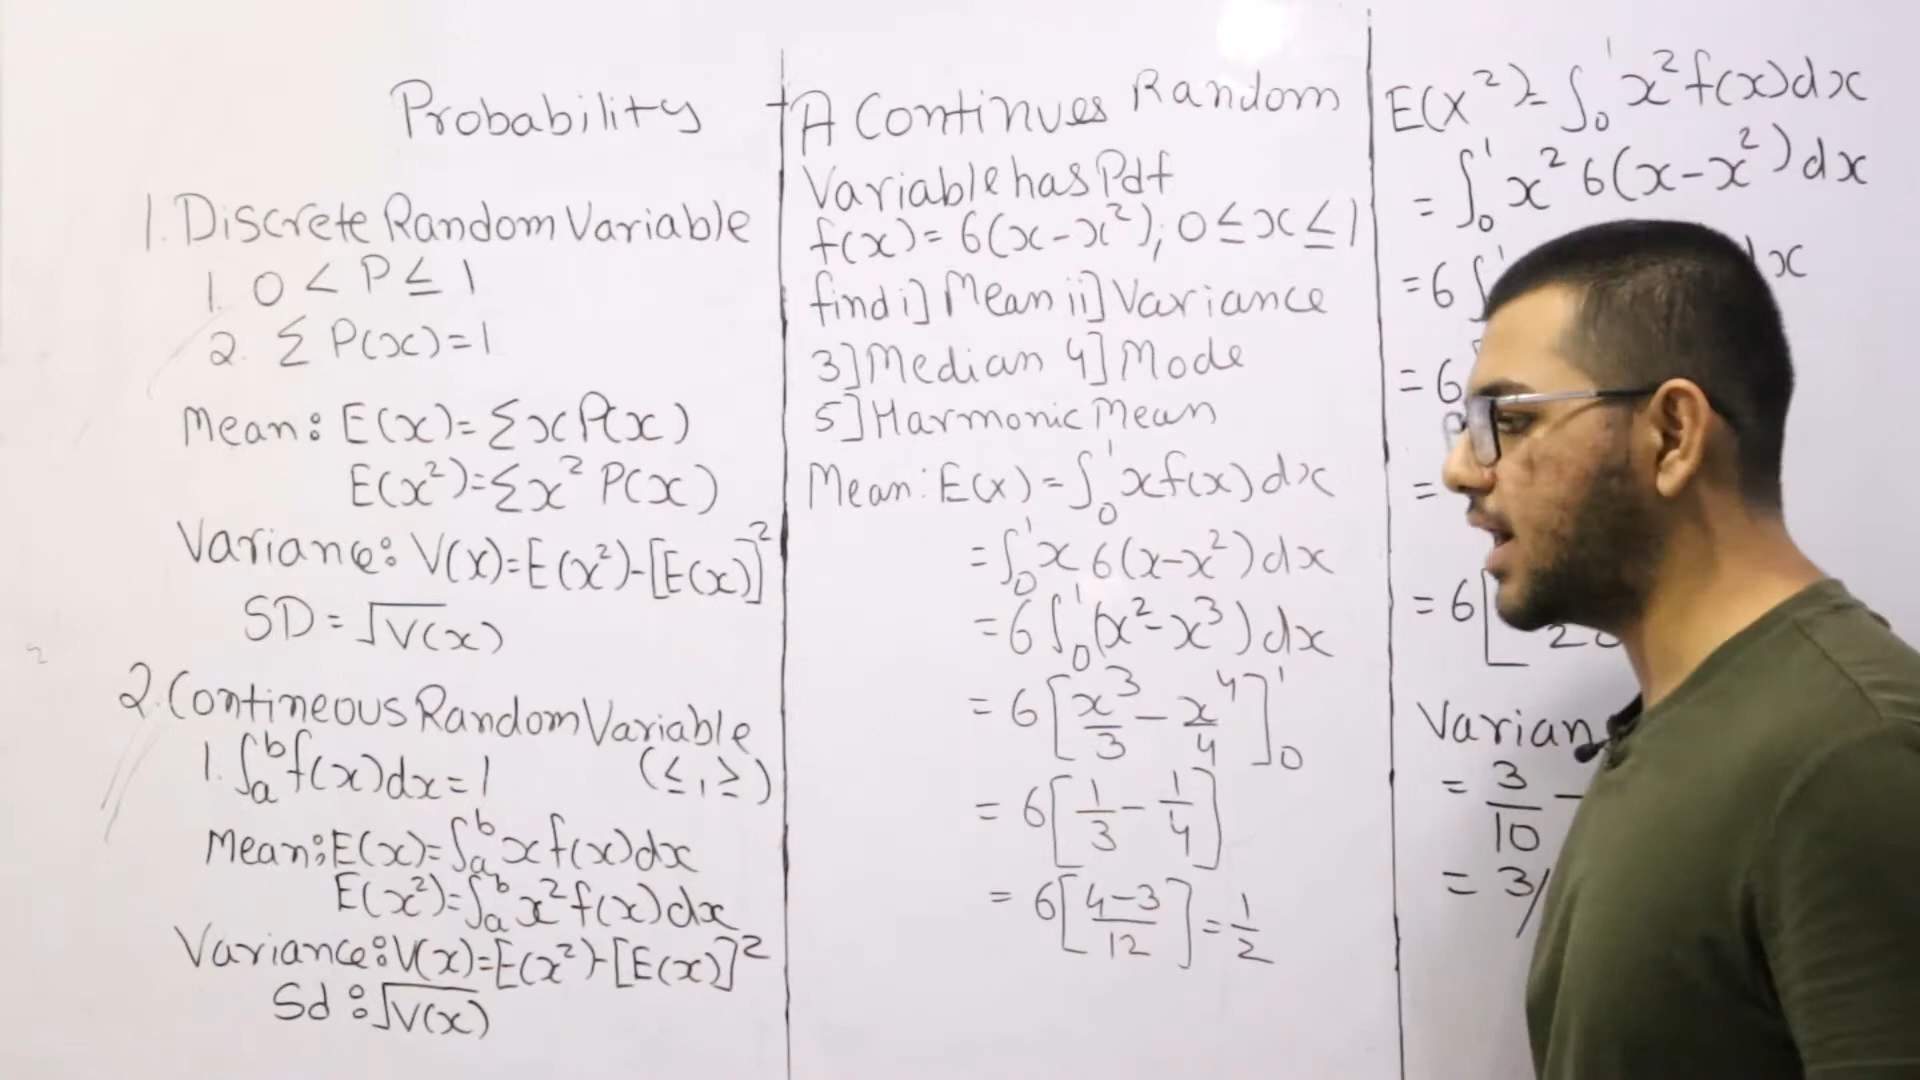 Probability
1. Discrete Random Variable
1. 0 < P ≤ 1
2. Σ P(x)=1
Mean: E(x)= Σx P(x)
E(x²)=Σx² P(x)
Variance: V(x)=E(x²)-[E(x)]²
SD = √V(x)
2. Contineous Random Variable
1. ∫ₐᵇ f(x)dx=1 (≤, ≥)
Mean: E(x)=∫ₐᵇ x f(x)dx
E(x²)=∫ₐᵇ x² f(x)dx
Variance: V(x)=E(x²)-[E(x)]²
Sd: √V(x)
A Continues Random
Variable has Pdf
f(x)= 6(x-x²); 0≤x≤1
find i] Mean ii] Variance
3] Median 4] Mode
5] Harmonic Mean
Mean: E(x)=∫₀¹ x f(x) dx
=∫₀¹ x 6(x-x²) dx
=6∫₀¹ (x²-x³) dx
= 6[x³/3 - x⁴/4]₀¹
= 6[1/3 - 1/4]
= 6[4-3/12] = 1/2
E(x²)=∫₀¹ x² f(x)dx
= ∫₀¹ x² 6(x-x²)dx
=6∫ dx
= 6
=
= 6[
Varian
= 3/10 -
= 3/